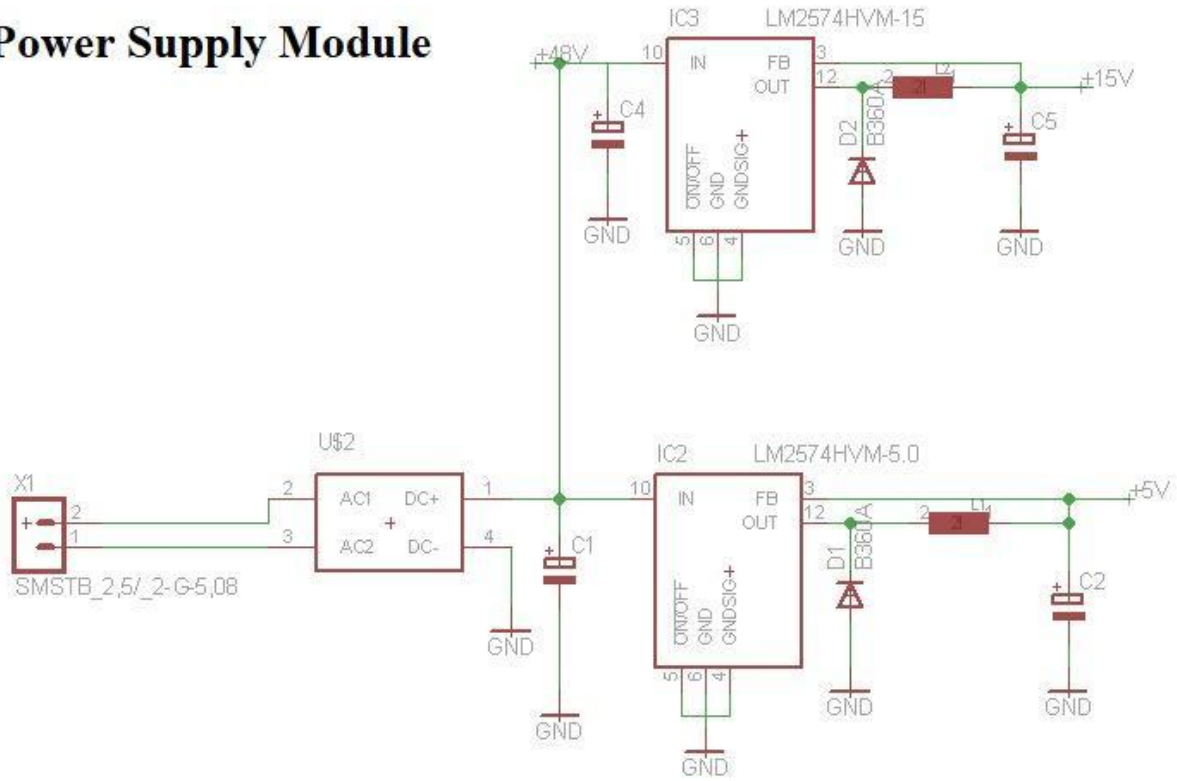 Power Supply Module
IC3 LM2574HVM-15
+48V 10 IN FB 3
OUT 12 2 L2 1 +15V
C4 D2 B360A C5
ON/OFF GND GNDSIG
5 6 4
GND GND GND
GND
U$2 IC2 LM2574HVM-5.0
X1 2 AC1 DC+ 1 10 IN FB 3 +5V
2 OUT 12 2 L1 1
1 3 AC2 DC- 4 C1 D1 B360A C2
SMSTB_2,5/_2-G-5,08
ON/OFF GND GNDSIG
GND
5 6 4
GND GND GND
GND